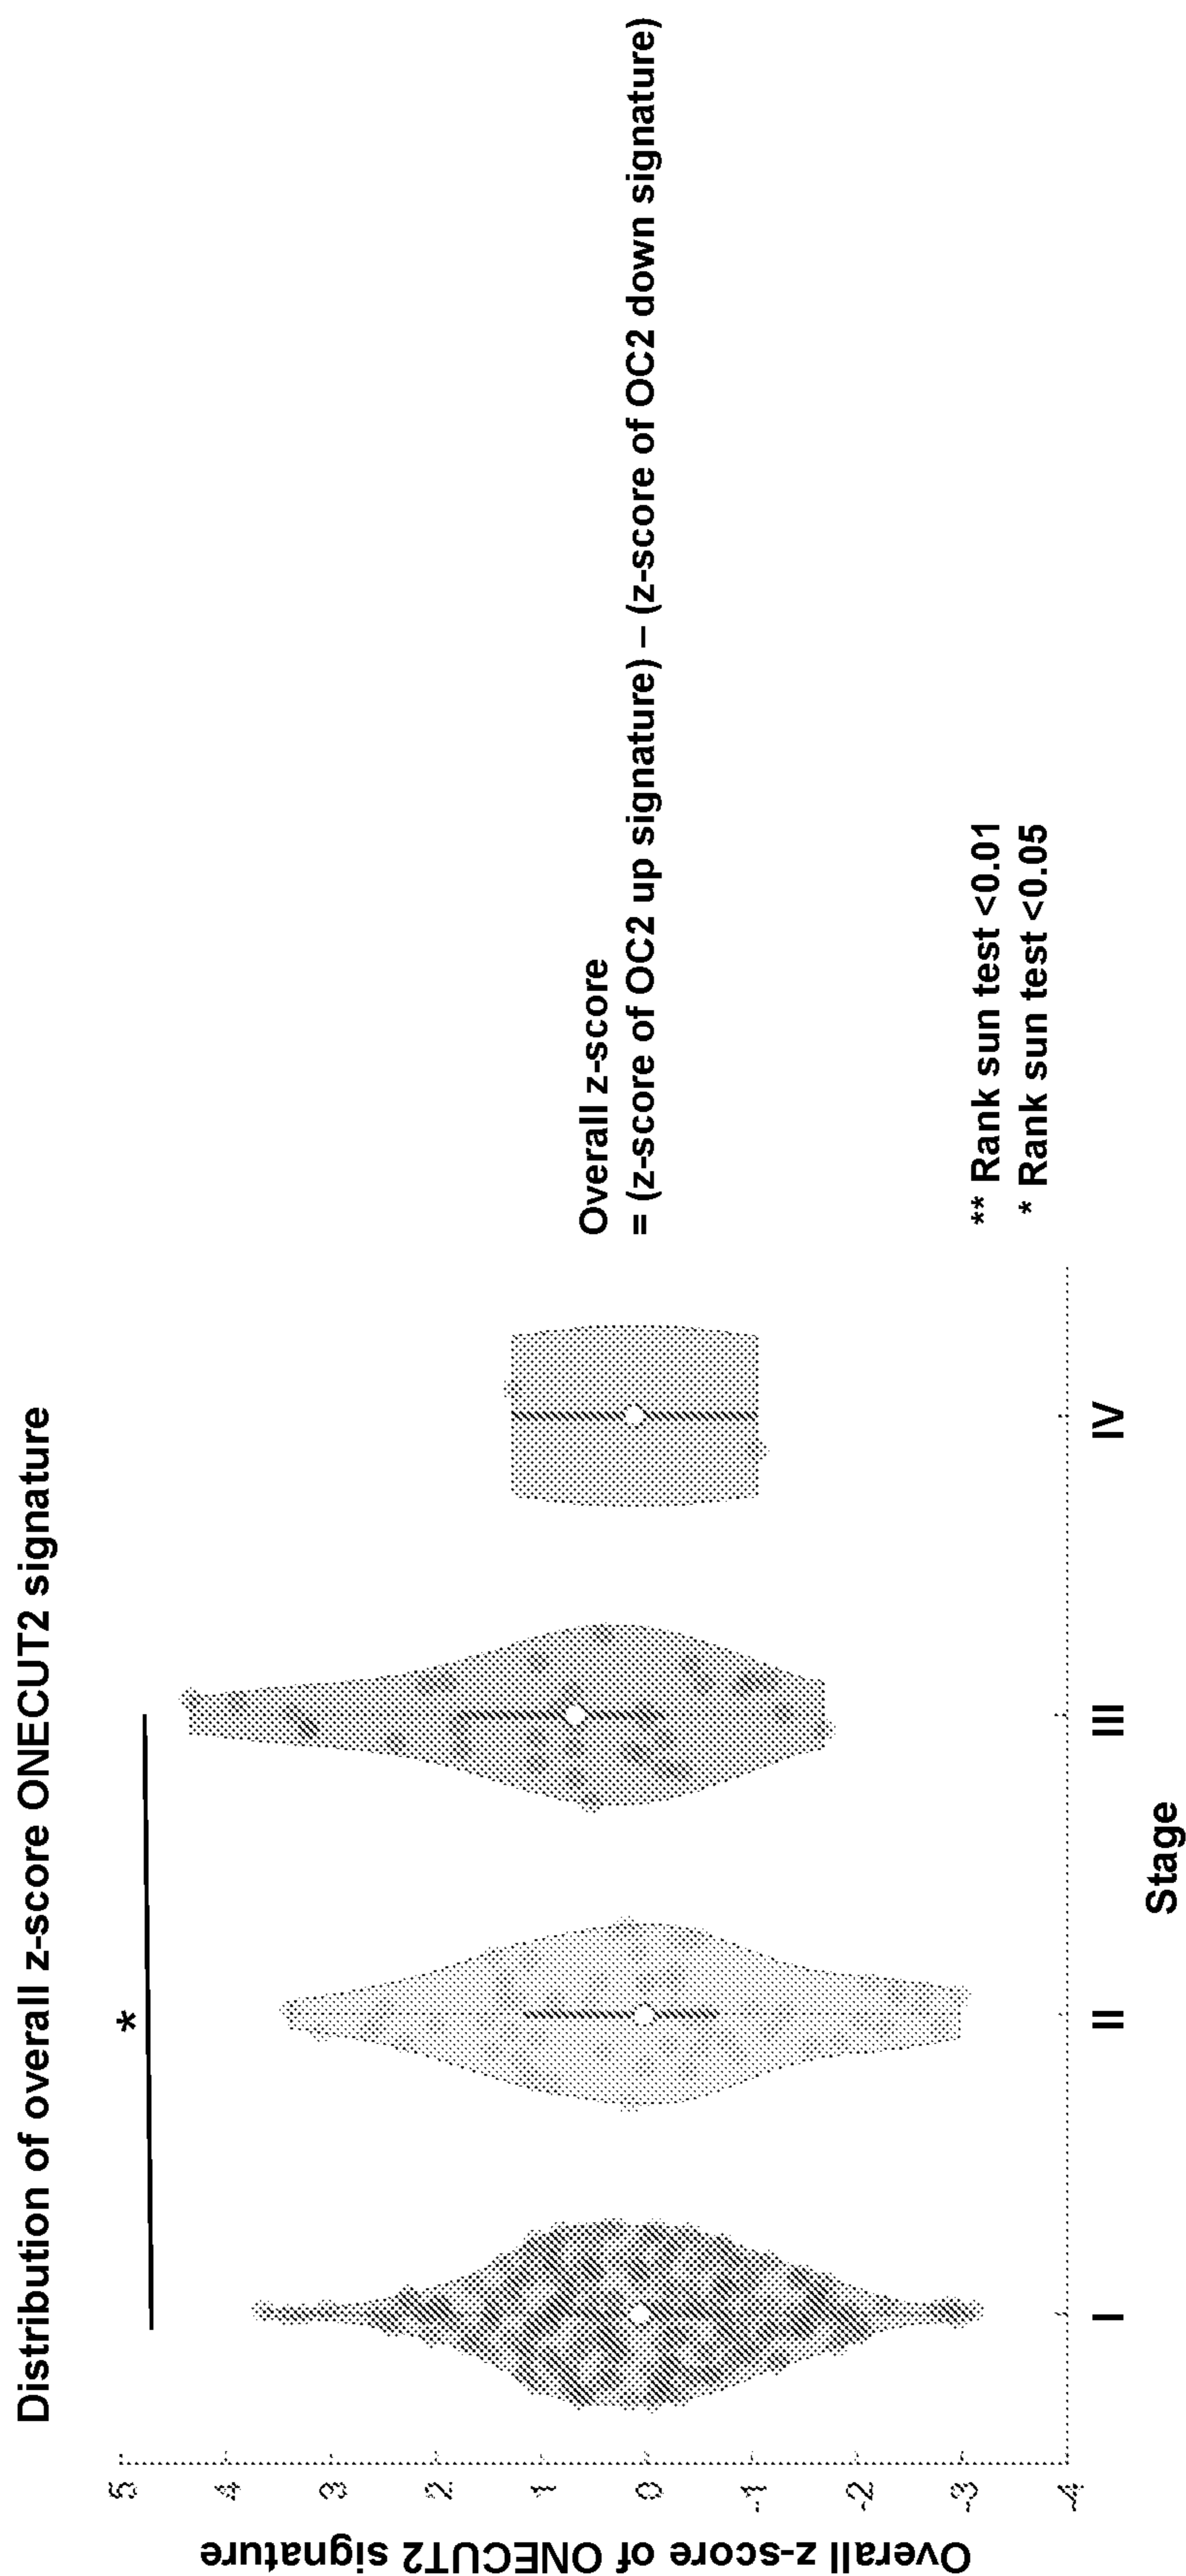 Distribution of overall z-score ONECUT2 signature
*
Overall z-score of ONECUT2 signature
5
4
3
2
1
0
-1
-2
-3
-4
I
II
III
IV
Stage
Overall z-score
= (z-score of OC2 up signature) – (z-score of OC2 down signature)
** Rank sun test <0.01
* Rank sun test <0.05